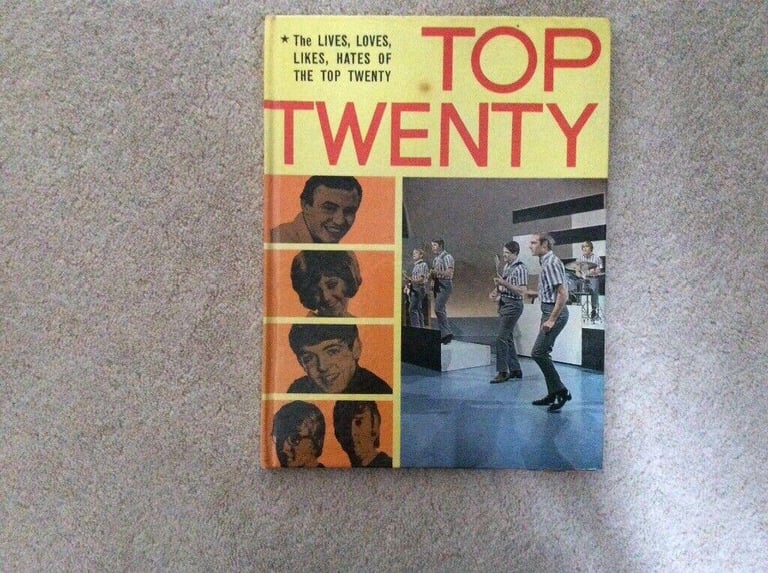 ★ The LIVES, LOVES,
LIKES, HATES OF
THE TOP TWENTY
TOP
TWENTY